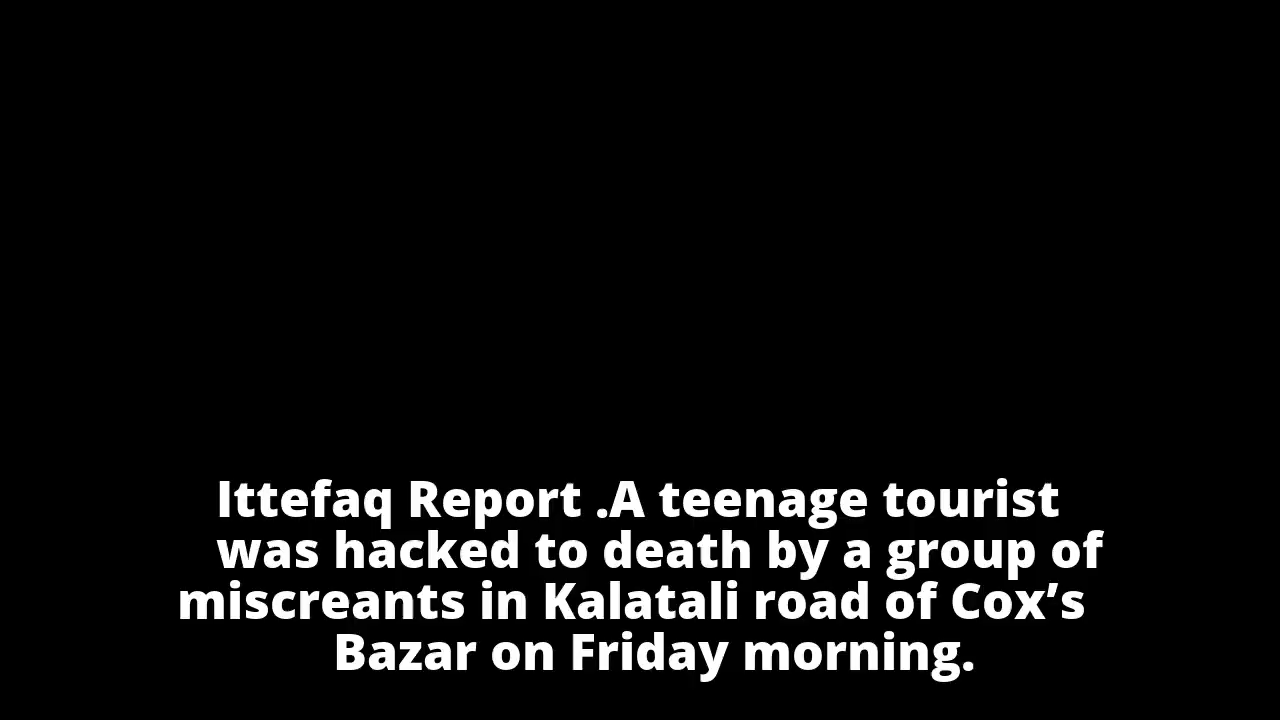 Ittefaq Report .A teenage tourist
was hacked to death by a group of
miscreants in Kalatali road of Cox’s
Bazar on Friday morning.